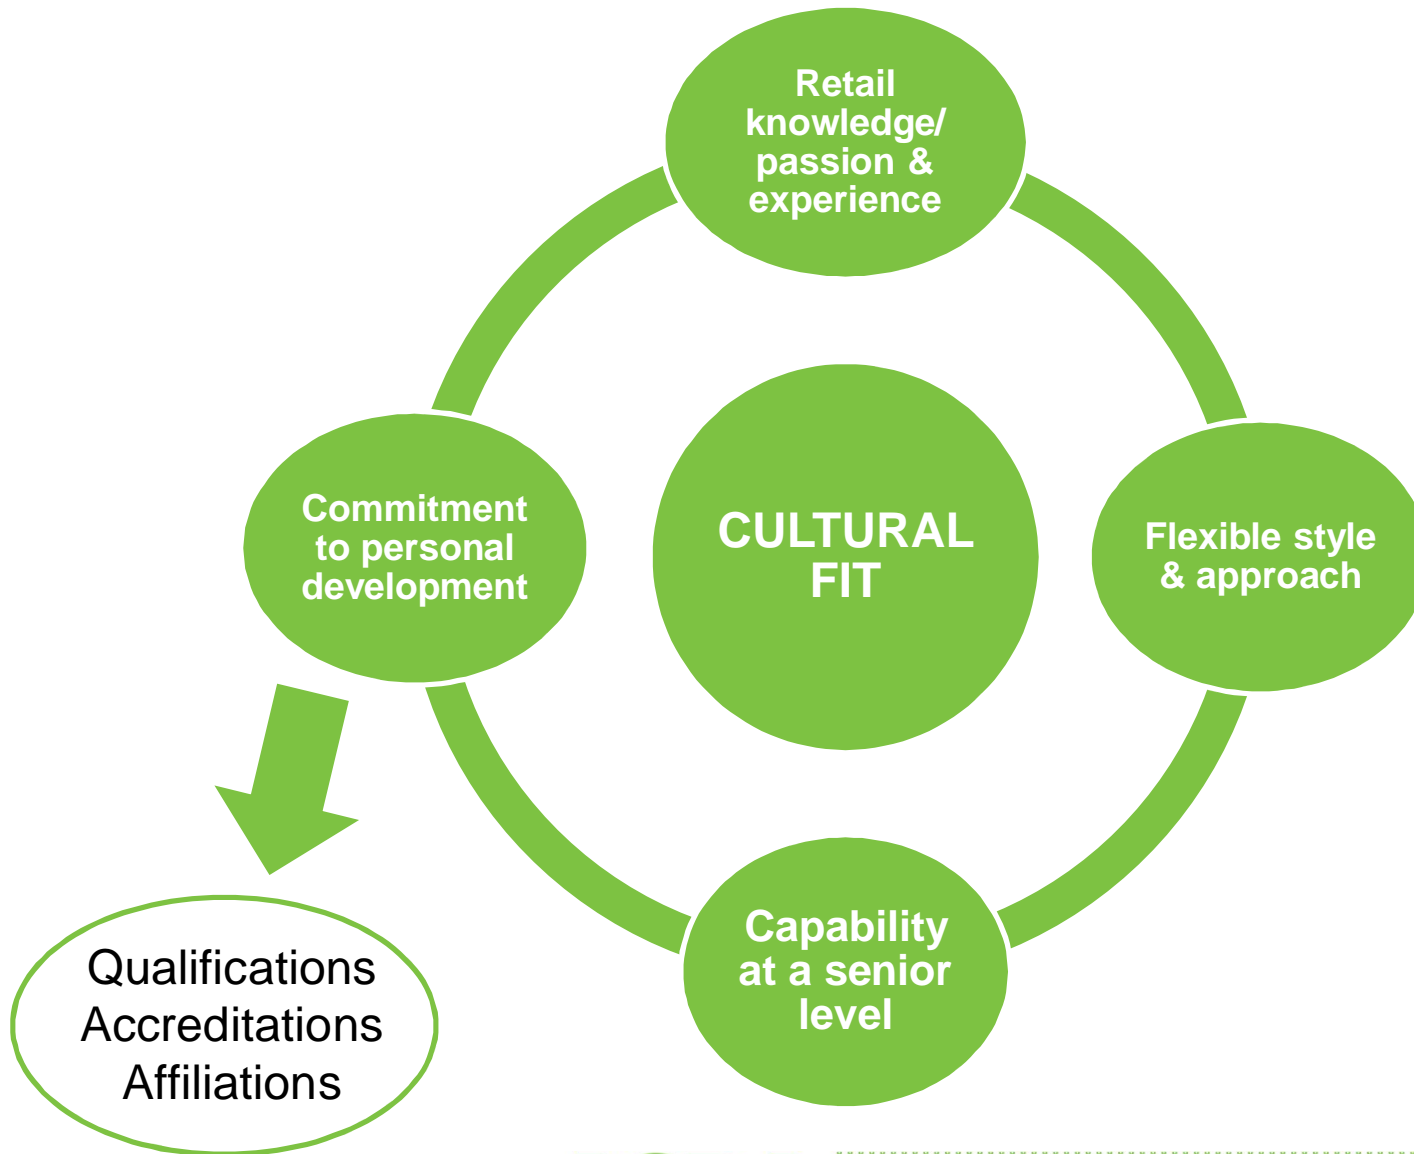 Retail
knowledge/
passion &
experience
Commitment
to personal
development
CULTURAL
FIT
Flexible style
& approach
Capability
at a senior
level
Qualifications
Accreditations
Affiliations